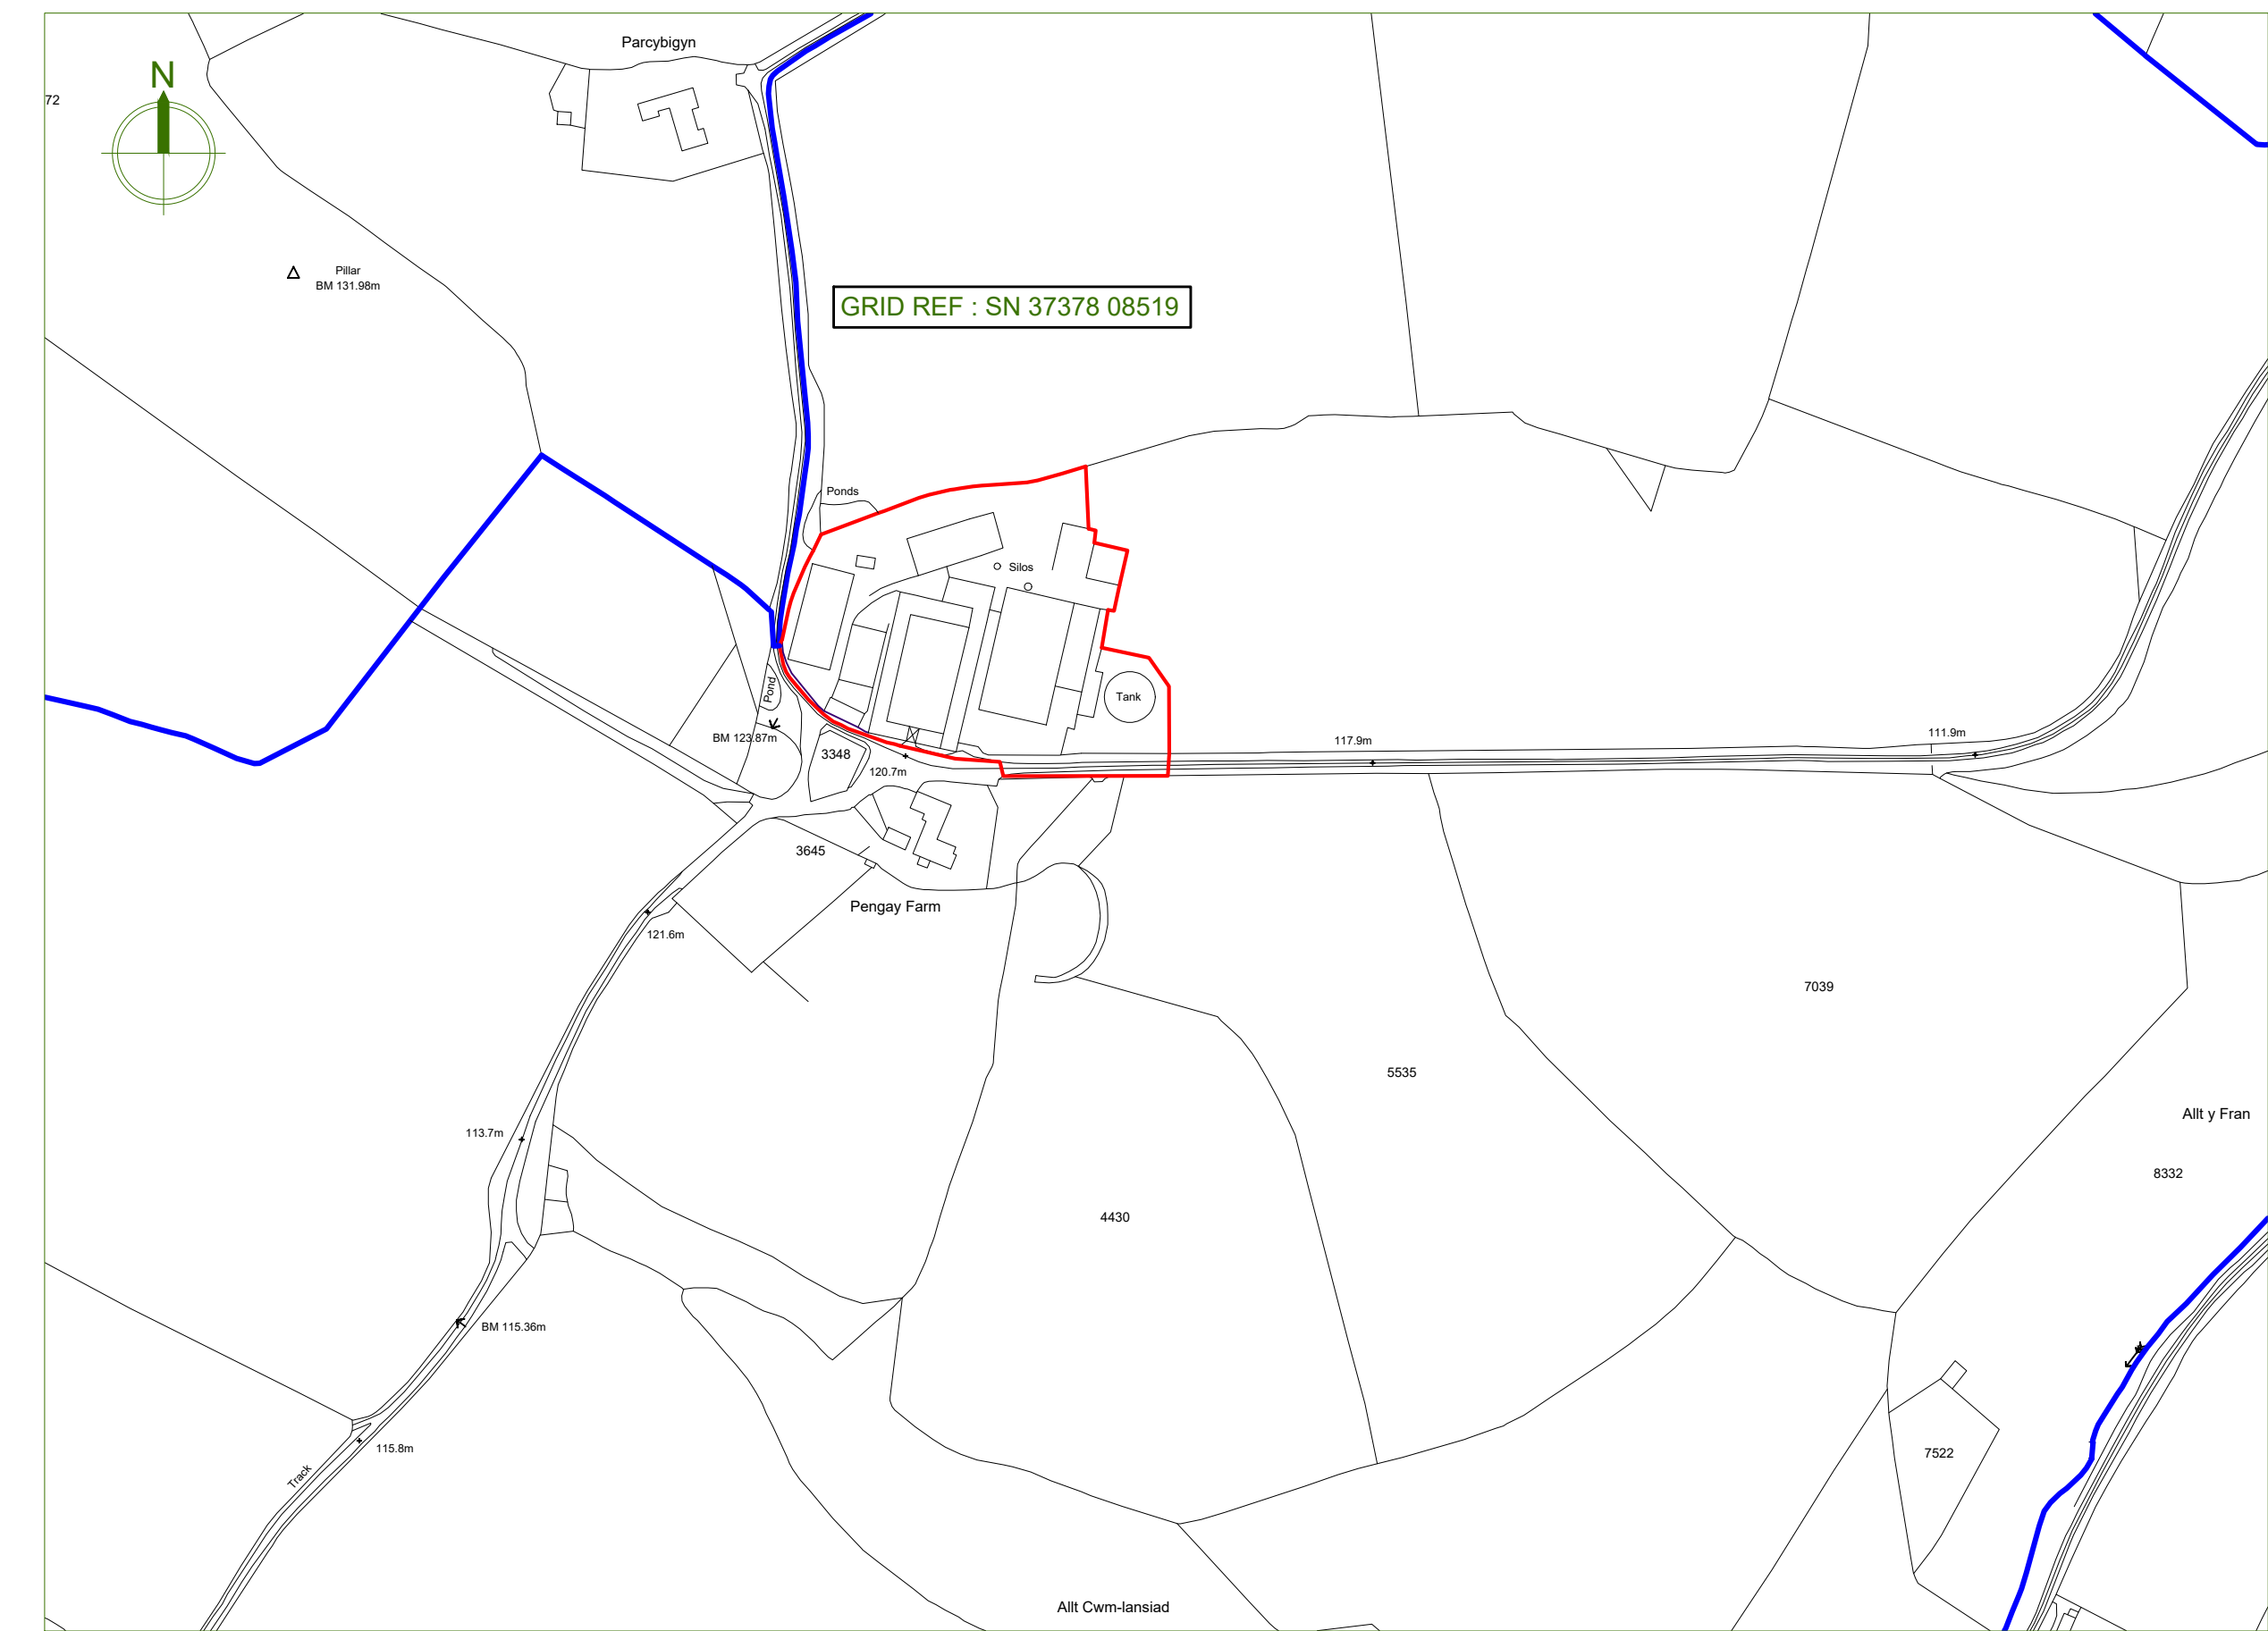 Parcybigyn
N
72
Pillar
BM 131.98m
GRID REF : SN 37378 08519
Ponds
Silos
Pond
Tank
BM 123.87m
3348
120.7m
117.9m
111.9m
3645
Pengay Farm
121.6m
7039
5535
Allt y Fran
113.7m
8332
4430
BM 115.36m
115.8m
7522
Track
Allt Cwm-lansiad